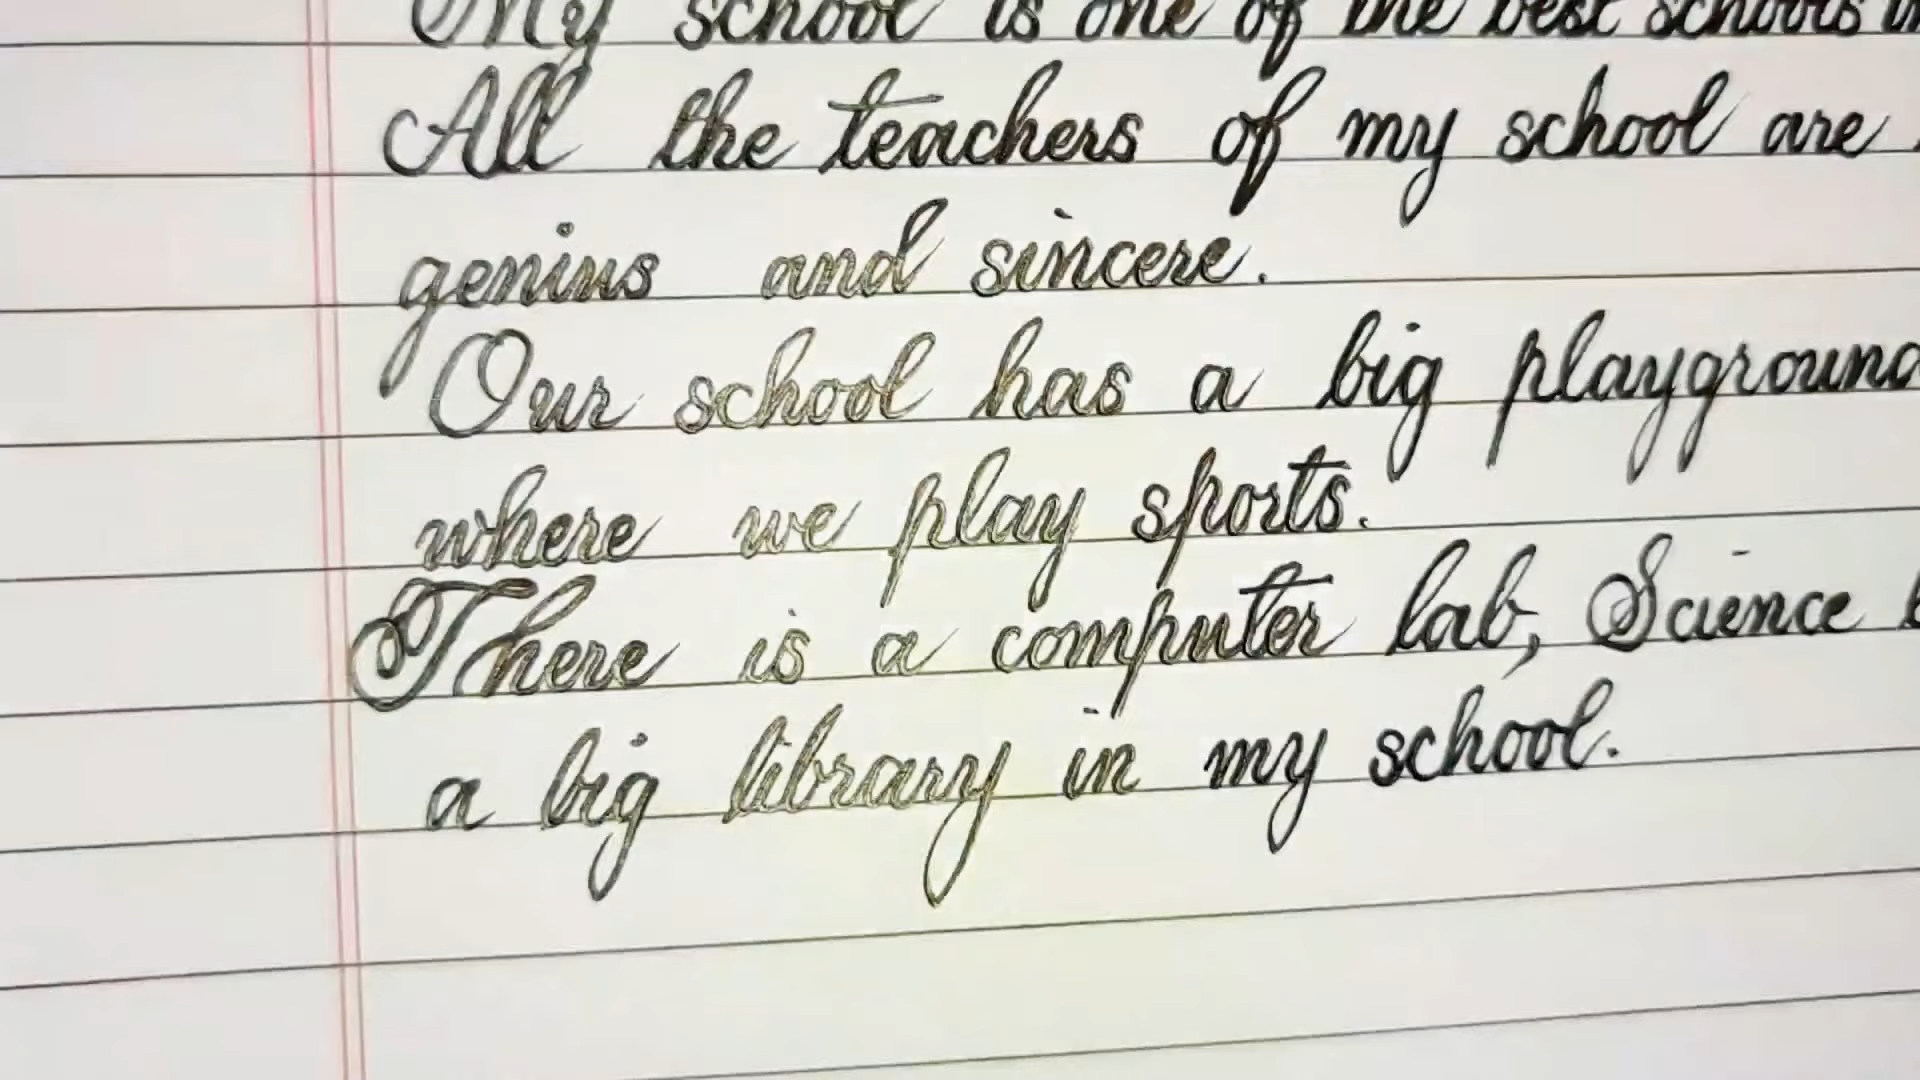 My school is one of the best schools in
All the teachers of my school are
genius and sincere.
Our school has a big playground
where we play sports.
There is a computer lab, Science
a big library in my school.